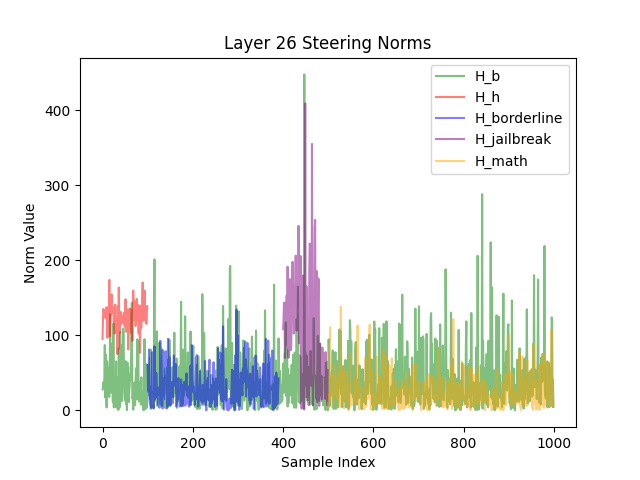 Layer 26 Steering Norms
H_b
H_h
H_borderline
H_jailbreak
H_math
Norm Value
400
300
200
100
0
0 200 400 600 800 1000
Sample Index